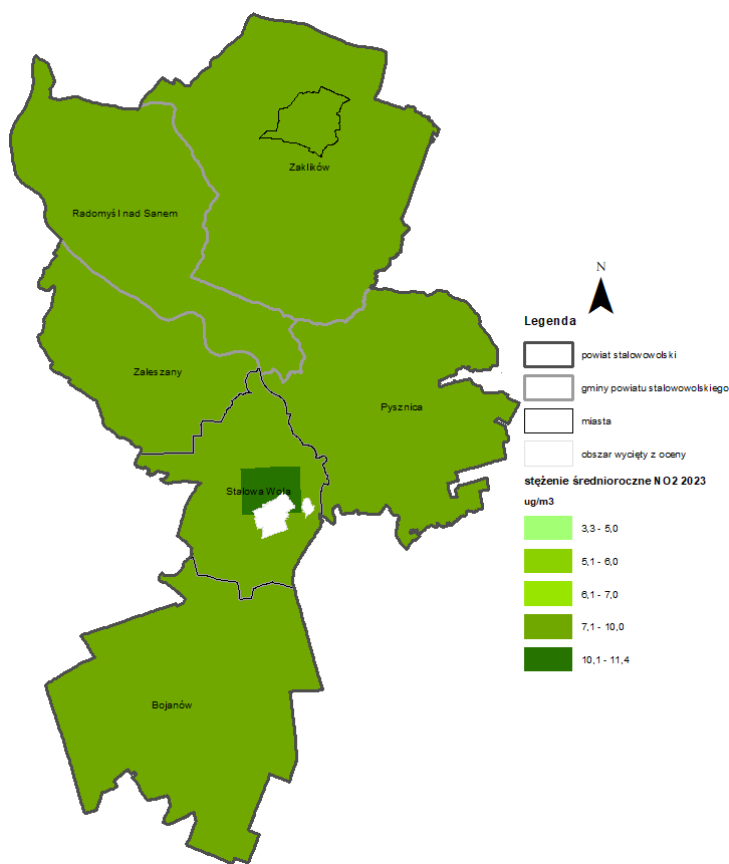 Zaklików
Radomyśl nad Sanem
Zaleszany
Pysznica
Stalowa Wola
Bojanów
N
Legenda
powiat stalowowolski
gminy powiatu stalowowolskiego
miasta
obszar wycięty z oceny
stężenie średnioroczne NO2 2023
ug/m3
3,3 - 5,0
5,1 - 6,0
6,1 - 7,0
7,1 - 10,0
10,1 - 11,4